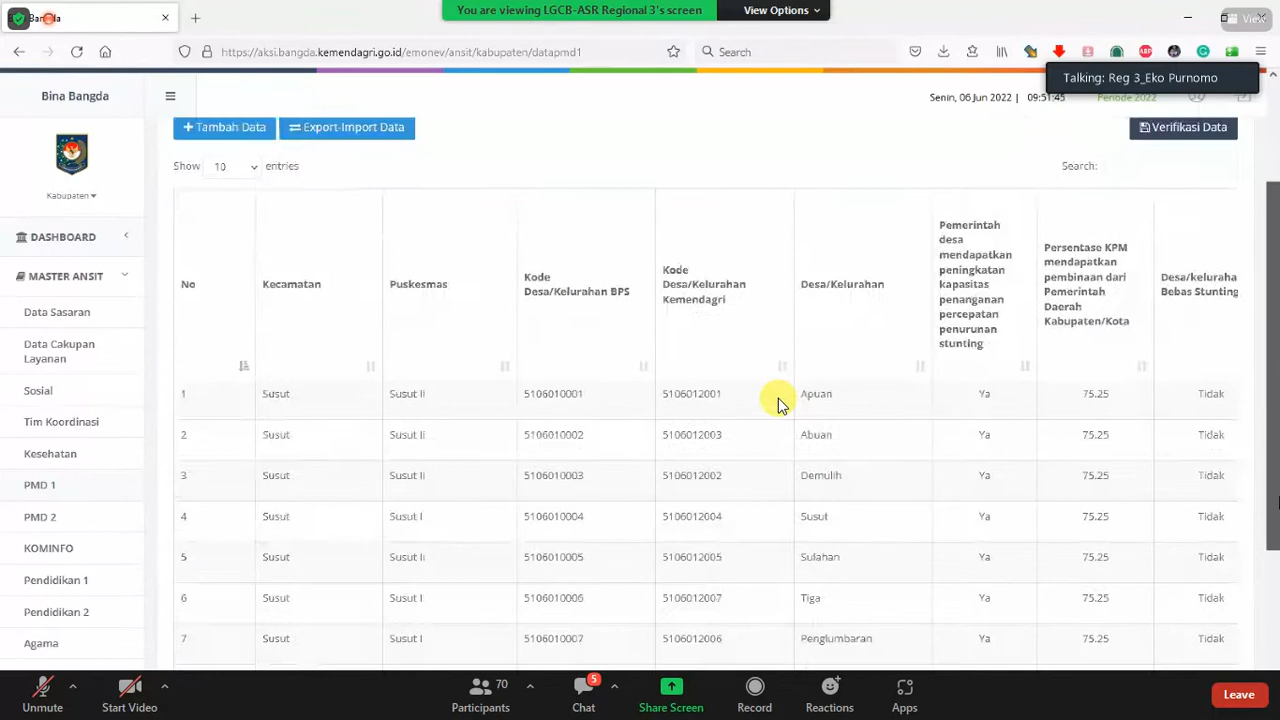 Bangda
You are viewing LGCB-ASR Regional 3's screen
View Options
View
https://aksi.bangda.kemendagri.go.id/emonev/ansit/kabupaten/datapmd1
Search
Talking: Reg 3_Eko Purnomo
Bina Bangda
Senin, 06 Jun 2022 | 09:51:45
Periode 2022
Tambah Data
Export-Import Data
Verifikasi Data
Show 10 entries
Search:
Kabupaten
DASHBOARD
MASTER ANSIT
Data Sasaran
Data Cakupan
Layanan
Sosial
Tim Koordinasi
Kesehatan
PMD 1
PMD 2
KOMINFO
Pendidikan 1
Pendidikan 2
Agama
No
Kecamatan
Puskesmas
Kode
Desa/Kelurahan BPS
Kode
Desa/Kelurahan
Kemendagri
Desa/Kelurahan
Pemerintah
desa
mendapatkan
peningkatan
kapasitas
penanganan
percepatan
penurunan
stunting
Persentase KPM
mendapatkan
pembinaan dari
Pemerintah
Daerah
Kabupaten/Kota
Desa/keluraha
Bebas Stunting
1 Susut Susut Ii 5106010001 5106012001 Apuan Ya 75.25 Tidak
2 Susut Susut Ii 5106010002 5106012003 Abuan Ya 75.25 Tidak
3 Susut Susut Ii 5106010003 5106012002 Demulih Ya 75.25 Tidak
4 Susut Susut I 5106010004 5106012004 Susut Ya 75.25 Tidak
5 Susut Susut Ii 5106010005 5106012005 Sulahan Ya 75.25 Tidak
6 Susut Susut I 5106010006 5106012007 Tiga Ya 75.25 Tidak
7 Susut Susut I 5106010007 5106012006 Penglumbaran Ya 75.25 Tidak
Unmute
Start Video
Participants 70
Chat 5
Share Screen
Record
Reactions
Apps
Leave